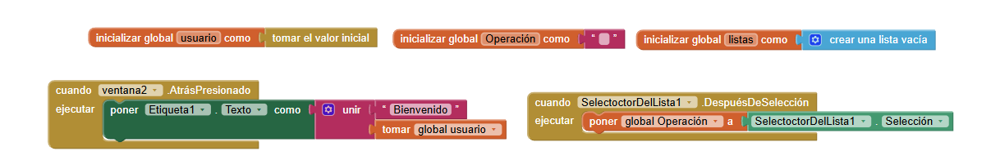 inicializar global usuario como tomar el valor inicial
inicializar global Operación como “ ”
inicializar global listas como crear una lista vacía
cuando ventana2 .AtrásPresionado
ejecutar poner Etiqueta1 . Texto como unir “ Bienvenido ”
tomar global usuario
cuando SelectoctorDelLista1 .DespuésDeSelección
ejecutar poner global Operación a SelectoctorDelLista1 . Selección